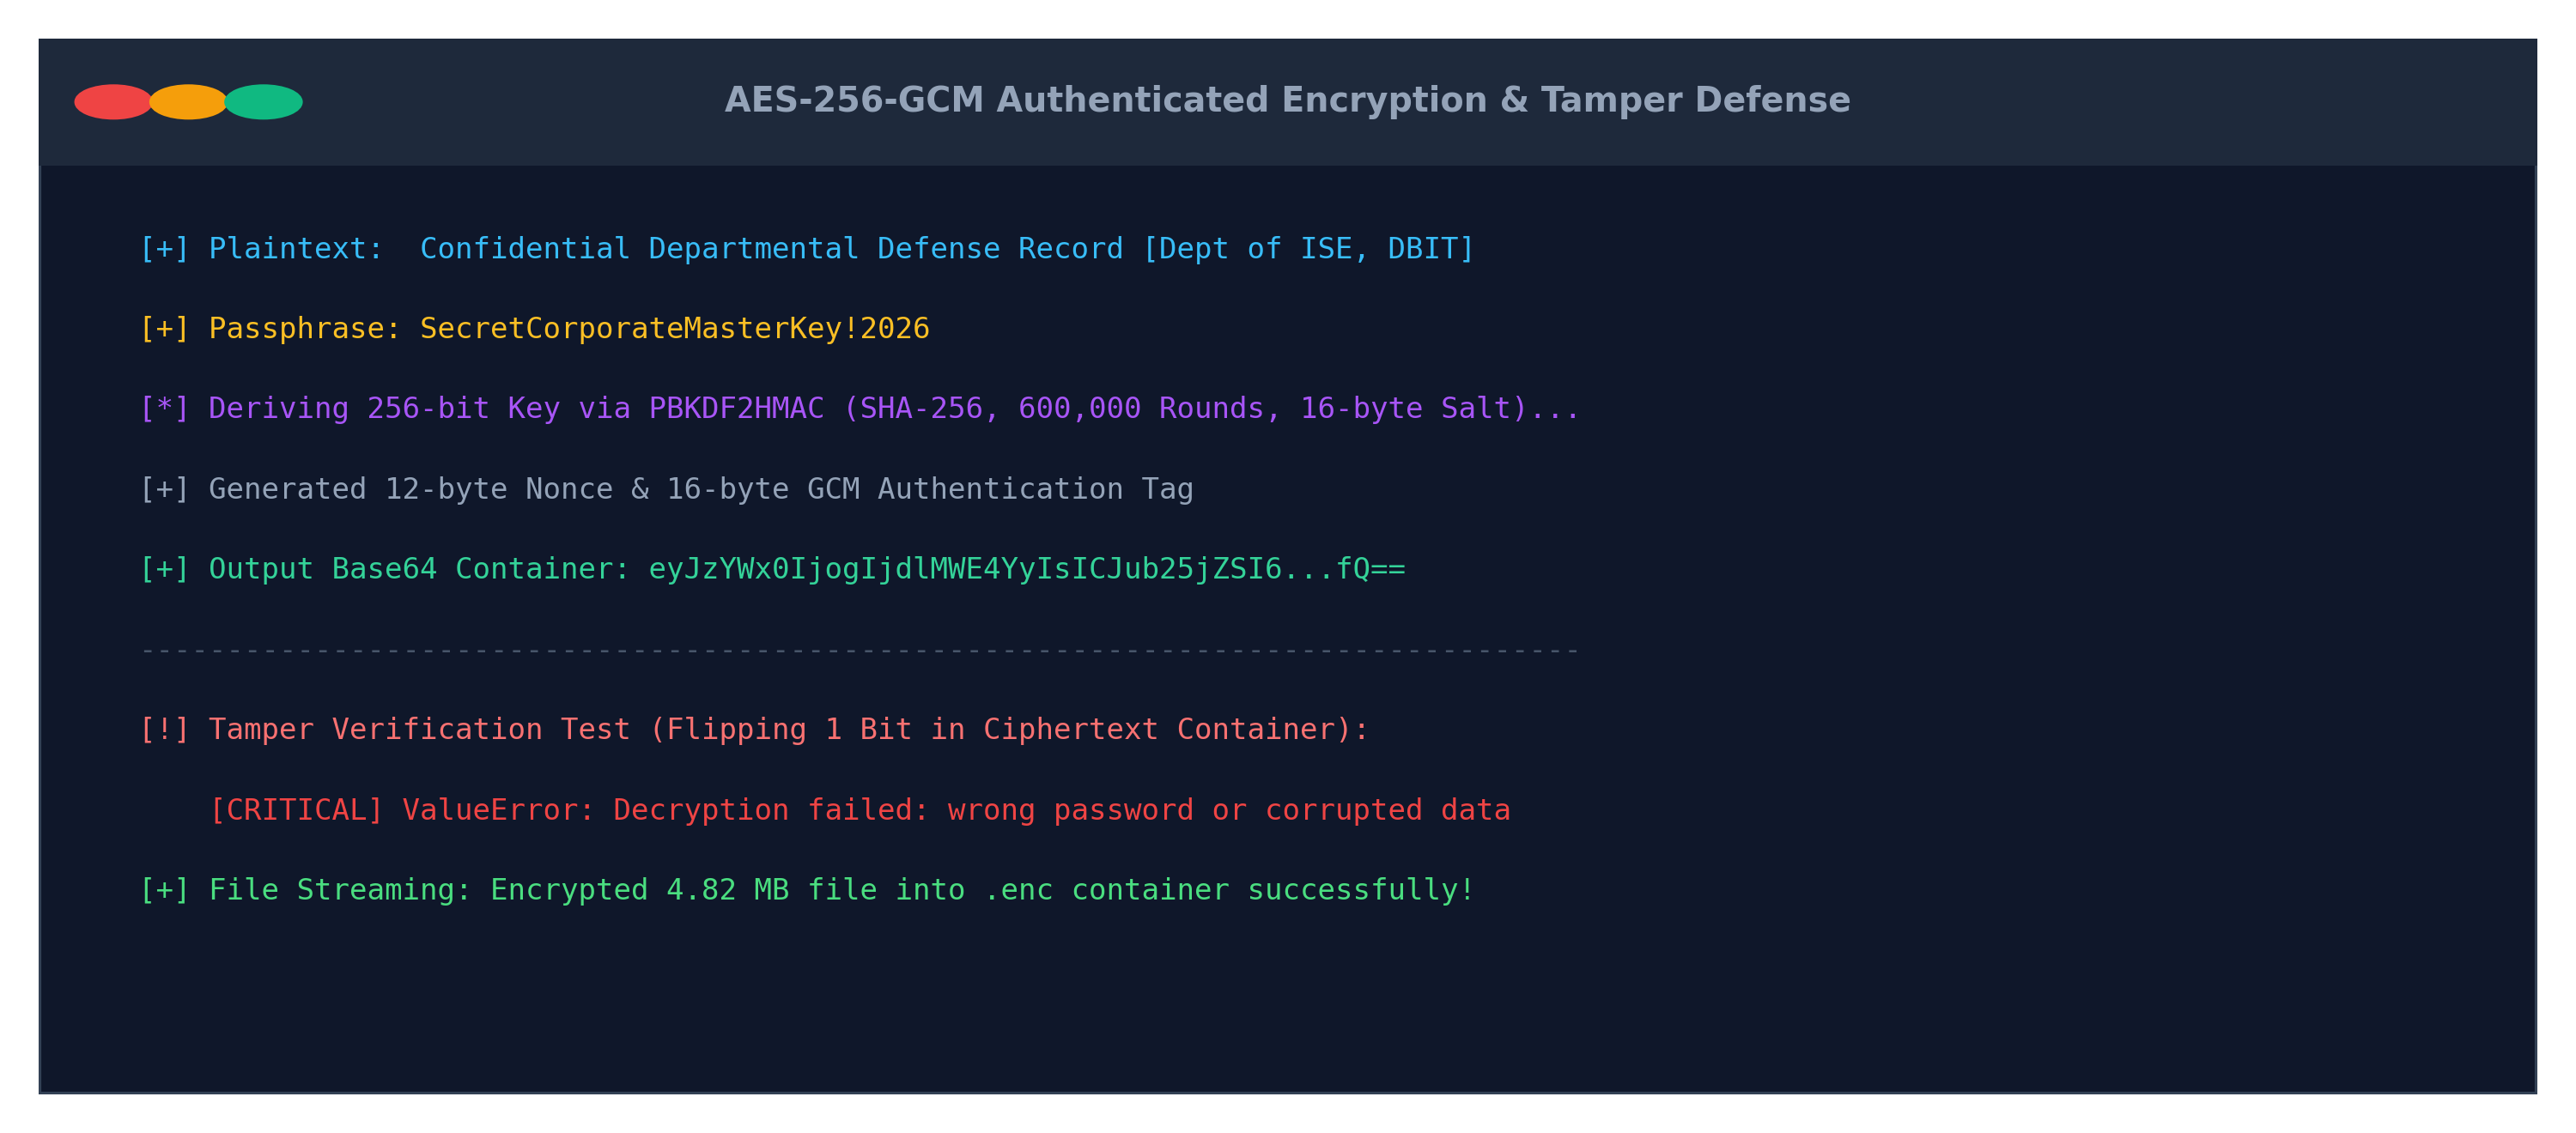 AES-256-GCM Authenticated Encryption & Tamper Defense
[+] Plaintext:  Confidential Departmental Defense Record [Dept of ISE, DBIT]
[+] Passphrase: SecretCorporateMasterKey!2026
[*] Deriving 256-bit Key via PBKDF2HMAC (SHA-256, 600,000 Rounds, 16-byte Salt)...
[+] Generated 12-byte Nonce & 16-byte GCM Authentication Tag
[+] Output Base64 Container: eyJzYWx0IjogIjdlMWE4YyIsICJub25jZSI6...fQ==
----------------------------------------------------------------------------------
[!] Tamper Verification Test (Flipping 1 Bit in Ciphertext Container):
    [CRITICAL] ValueError: Decryption failed: wrong password or corrupted data
[+] File Streaming: Encrypted 4.82 MB file into .enc container successfully!